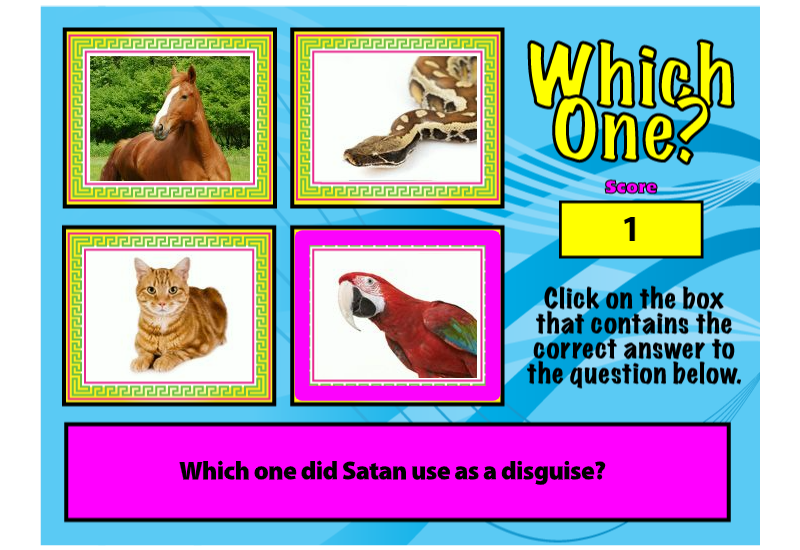 Which
One?
Score
1
Click on the box
that contains the
correct answer to
the question below.
Which one did Satan use as a disguise?